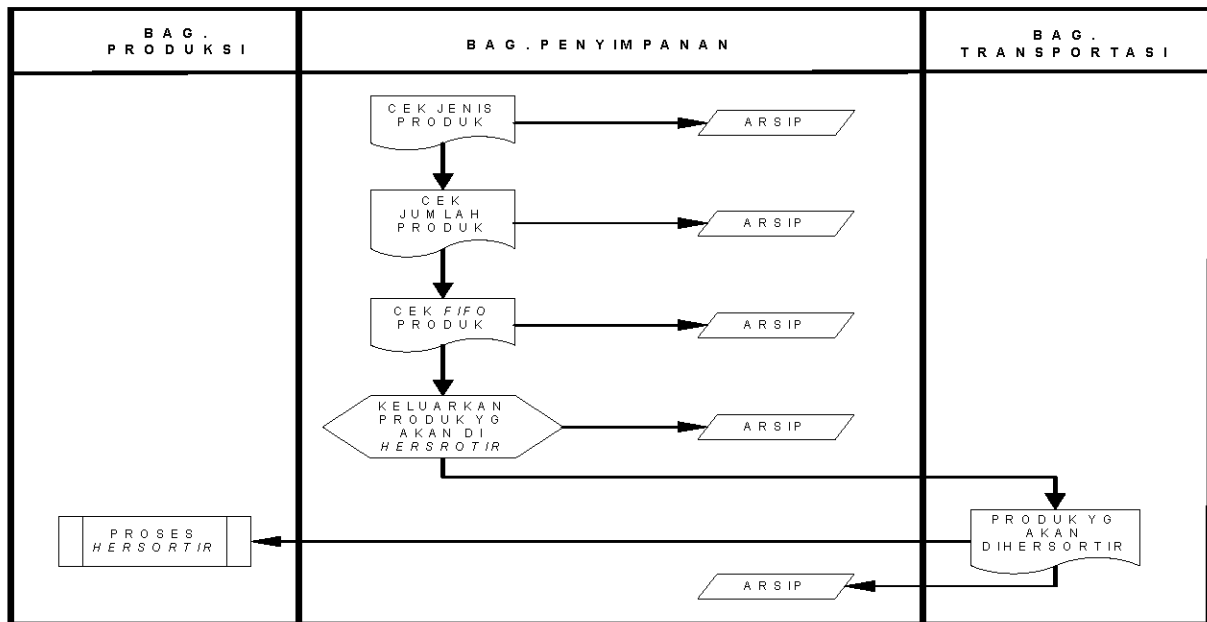 BAG.
PRODUKSI
BAG. PENYIMPANAN
BAG.
TRANSPORTASI
CEK JENIS
PRODUK
ARSIP
CEK
JUMLAH
PRODUK
ARSIP
CEK FIFO
PRODUK
ARSIP
KELUARKAN
PRODUK YG
AKAN DI
HERSROTIR
ARSIP
PROSES
HERSORTIR
PRODUK YG
AKAN
DIHERSORTIR
ARSIP